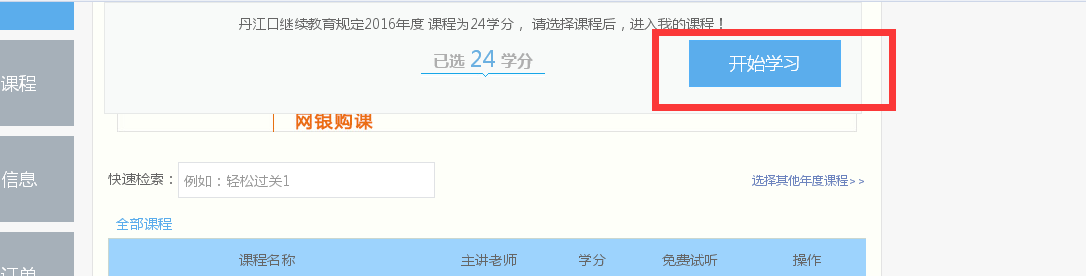 丹江口继续教育规定2016年度 课程为24学分， 请选择课程后，进入我的课程！
已选 24 学分
开始学习
课程
网银购课
信息
快速检索：
例如：轻松过关1
选择其他年度课程>>
全部课程
课程名称 主讲老师 学分 免费试听 操作
订单